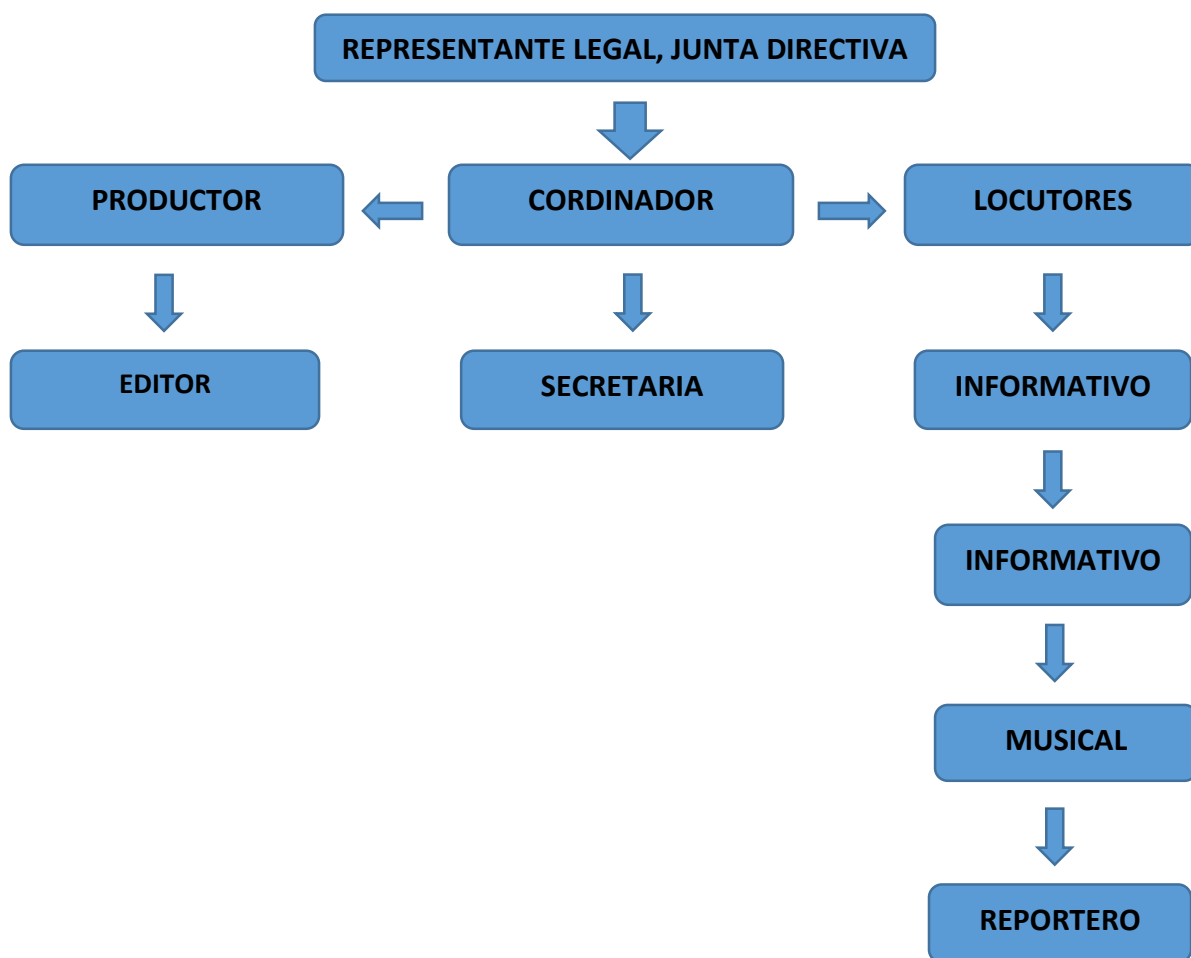 REPRESENTANTE LEGAL, JUNTA DIRECTIVA
PRODUCTOR
CORDINADOR
LOCUTORES
EDITOR
SECRETARIA
INFORMATIVO
INFORMATIVO
MUSICAL
REPORTERO